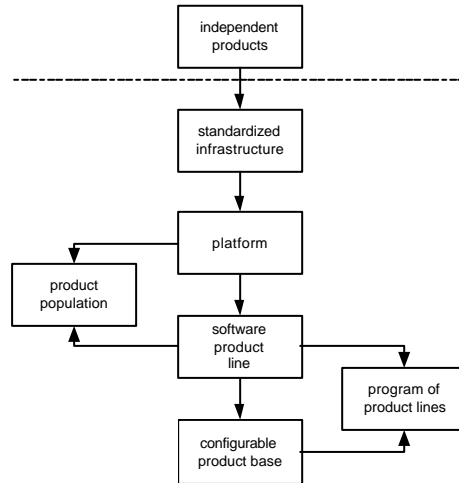 independent
products
standardized
infrastructure
platform
product
population
software
product
line
program of
product lines
configurable
product base